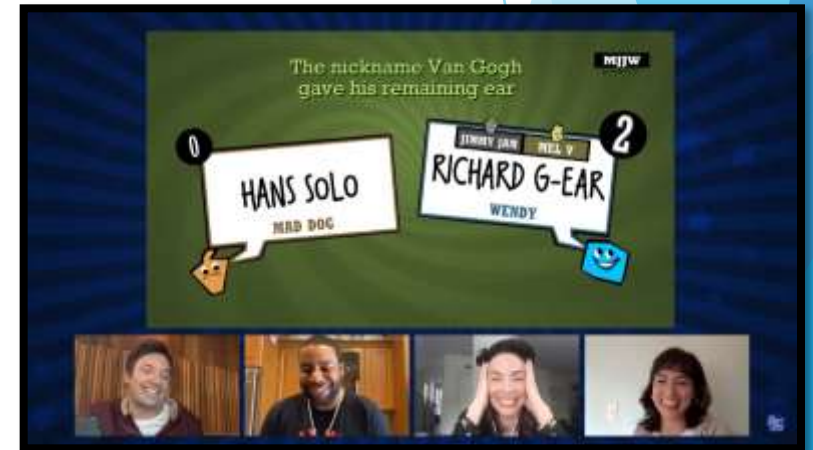 The nickname Van Gogh
gave his remaining ear
MJJW
0
HANS SOLO
MAD DOG
2
JIMMY JAM
MEL V
RICHARD G-EAR
WENDY